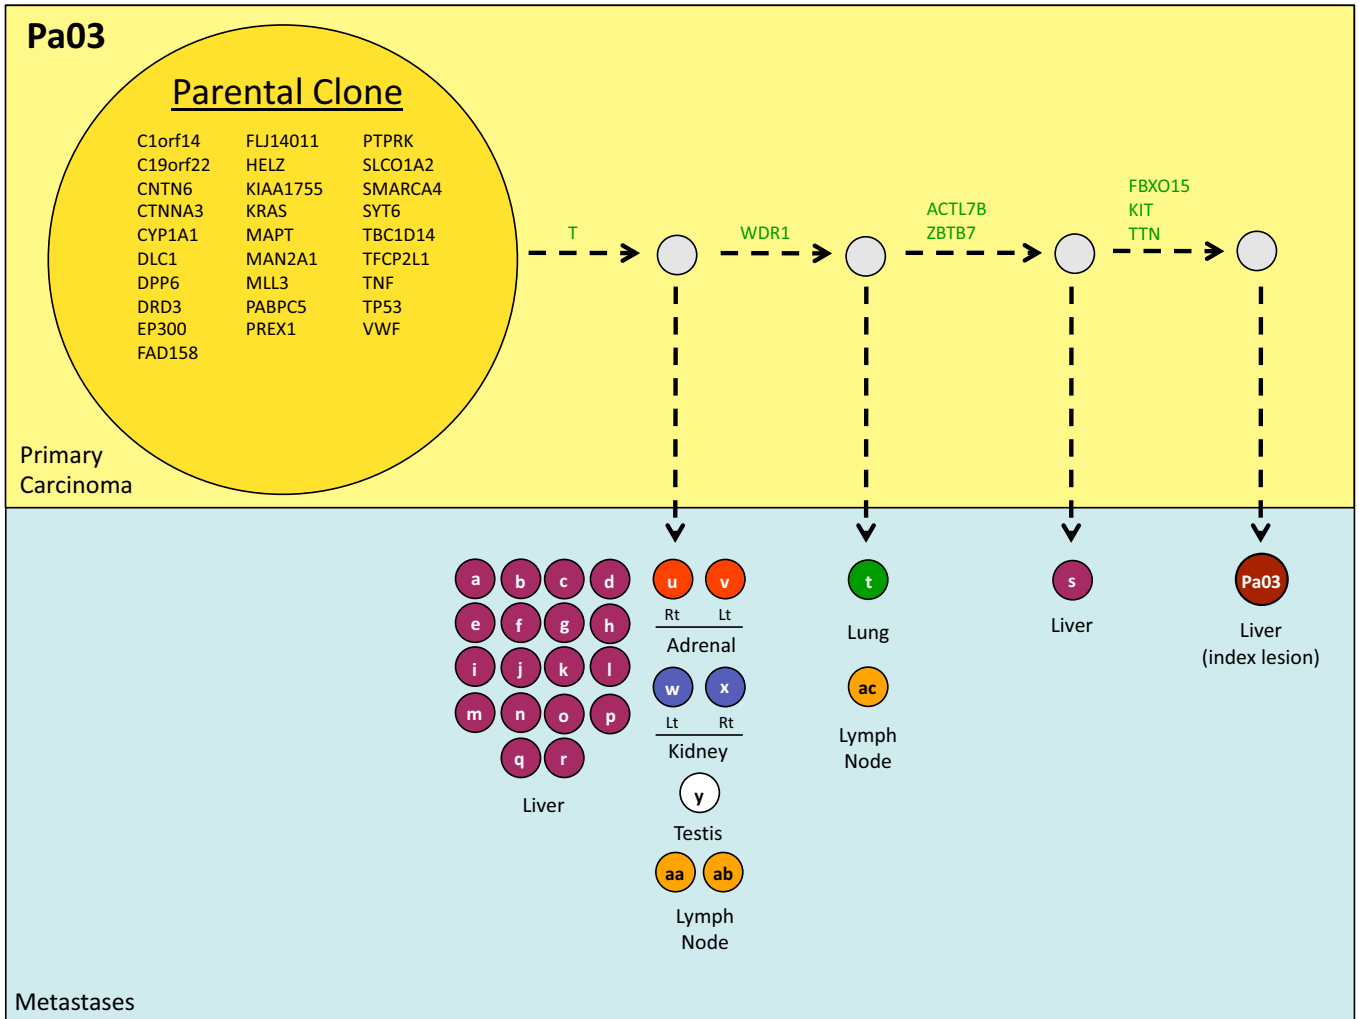 Pa03
Parental Clone
C1orf14
C19orf22
CNTN6
CTNNA3
CYP1A1
DLC1
DPP6
DRD3
EP300
FAD158
FLJ14011
HELZ
KIAA1755
KRAS
MAPT
MAN2A1
MLL3
PABPC5
PREX1
PTPRK
SLCO1A2
SMARCA4
SYT6
TBC1D14
TFCP2L1
TNF
TP53
VWF
T
WDR1
ACTL7B
ZBTB7
FBXO15
KIT
TTN
Primary
Carcinoma
a b c d
e f g h
i j k l
m n o p
q r
Liver
u v
Rt Lt
Adrenal
w x
Lt Rt
Kidney
y
Testis
aa ab
Lymph
Node
t
Lung
ac
Lymph
Node
s
Liver
Pa03
Liver
(index lesion)
Metastases